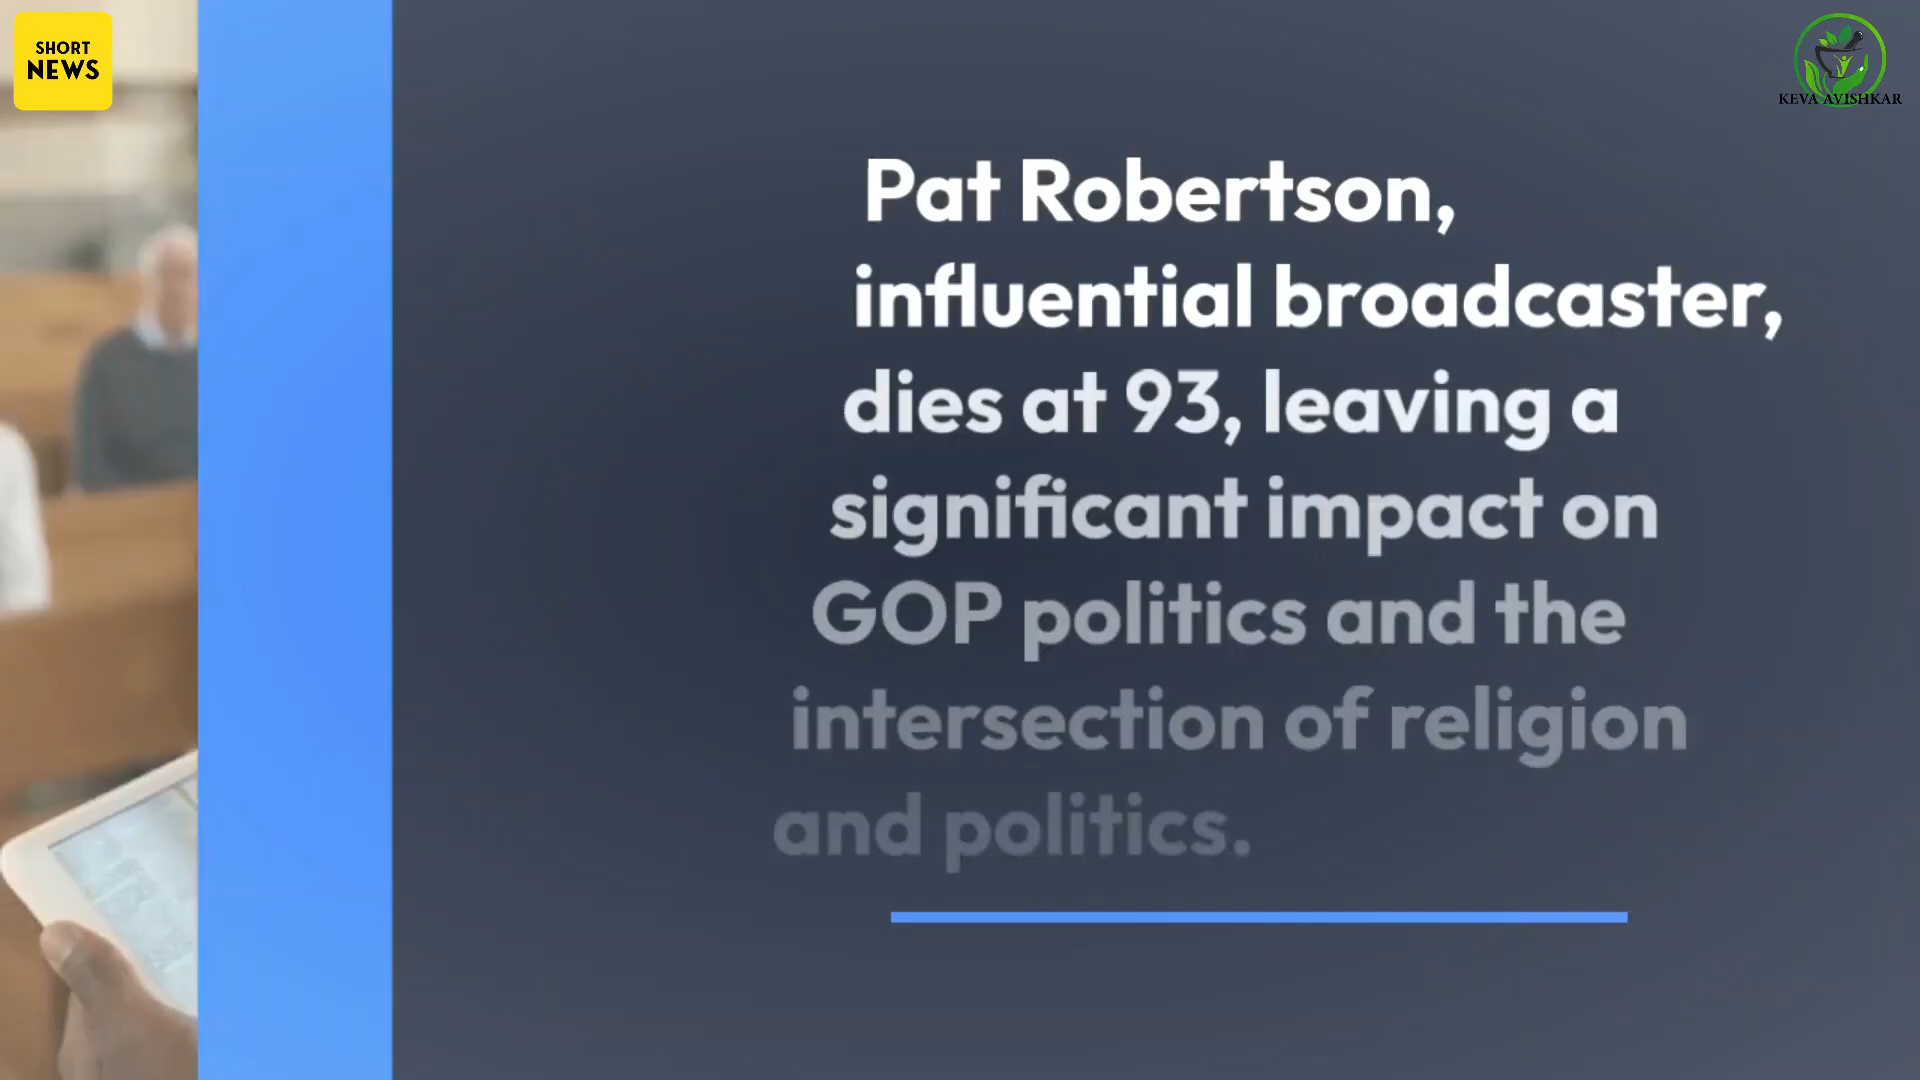 SHORT
NEWS
KEVA AVISHKAR
Pat Robertson,
influential broadcaster,
dies at 93, leaving a
significant impact on
GOP politics and the
intersection of religion
and politics.